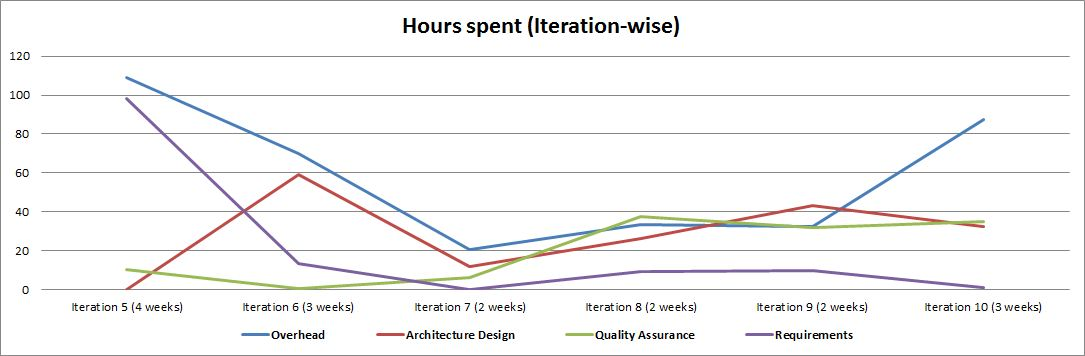 Hours spent (Iteration-wise)
120
100
80
60
40
20
0
Iteration 5 (4 weeks) Iteration 6 (3 weeks) Iteration 7 (2 weeks) Iteration 8 (2 weeks) Iteration 9 (2 weeks) Iteration 10 (3 weeks)
Overhead Architecture Design Quality Assurance Requirements